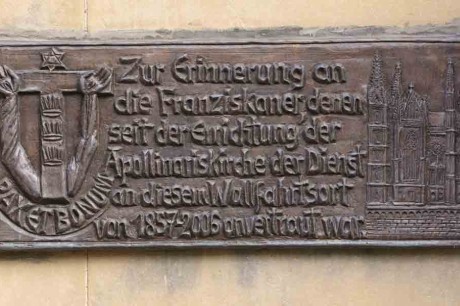 Zur Erinnerung an
die Franziskaner, denen
seit der Errichtung der
Apollinariskirche der Dienst
an diesem Wallfahrtsort
von 1857-2006 anvertraut war.
PAX ET BONUM